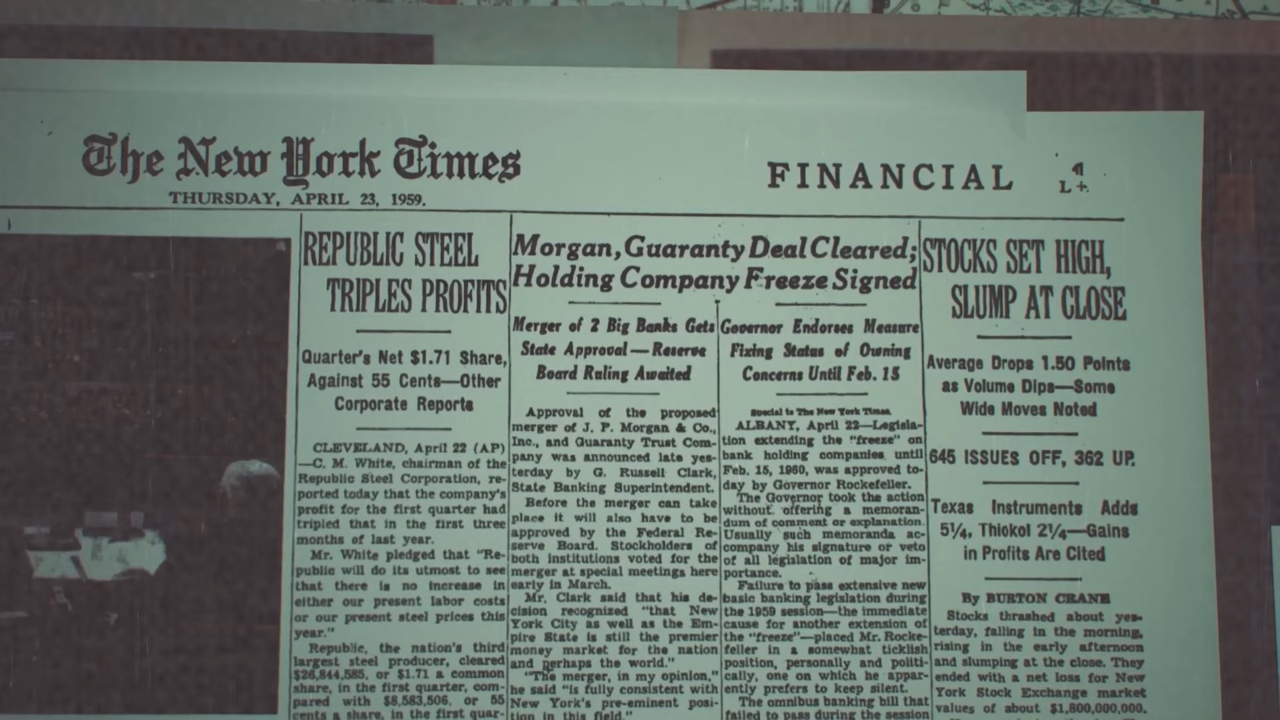 The New York Times
THURSDAY, APRIL 23, 1959.
FINANCIAL
L+
REPUBLIC STEEL
TRIPLES PROFITS
Quarter's Net $1.71 Share,
Against 55 Cents—Other
Corporate Reports
CLEVELAND, April 22 (AP)
—C. M. White, chairman of the
Republic Steel Corporation, re-
ported today that the company's
profit for the first quarter had
tripled that in the first three
months of last year.
Mr. White pledged that "Re-
public will do its utmost to see
that there is no increase in
either our present labor costs
or our present steel prices this
year."
Republic, the nation's third
largest steel producer, cleared
$26,844,585, or $1.71 a common
share, in the first quarter, com-
pared with $8,583,506, or 55
cents a share, in the first quar-
Morgan, Guaranty Deal Cleared;
Holding Company Freeze Signed
Merger of 2 Big Banks Gets
State Approval—Reserve
Board Ruling Awaited
Approval of the proposed
merger of J. P. Morgan & Co.,
Inc., and Guaranty Trust Com-
pany was announced late yes-
terday by G. Russell Clark,
State Banking Superintendent.
Before the merger can take
place it will also have to be
approved by the Federal Re-
serve Board. Stockholders of
both institutions voted for the
merger at special meetings here
early in March.
Mr. Clark said that his de-
cision recognized "that New
York City as well as the Em-
pire State is still the premier
money market for the nation
and perhaps the world."
"The merger, in my opinion,"
he said "is fully consistent with
New York's pre-eminent posi-
tion in this field."
Governor Endorses Measure
Fixing Status of Owning
Concerns Until Feb. 15
Special to The New York Times.
ALBANY, April 22—Legisla-
tion extending the "freeze" on
bank holding companies until
Feb. 15, 1960, was approved to-
day by Governor Rockefeller.
The Governor took the action
without offering a memoran-
dum of comment or explanation.
Usually such memoranda ac-
company his signature or veto
of all legislation of major im-
portance.
Failure to pass extensive new
basic banking legislation during
the 1959 session—the immediate
cause for another extension of
the "freeze"—placed Mr. Rocke-
feller in a somewhat ticklish
position, personally and politi-
cally, one on which he appar-
ently prefers to keep silent.
The omnibus banking bill that
failed to pass during the session
STOCKS SET HIGH,
SLUMP AT CLOSE
Average Drops 1.50 Points
as Volume Dips—Some
Wide Moves Noted
645 ISSUES OFF, 362 UP.
Texas Instruments Adds
5¼, Thiokol 2¼—Gains
in Profits Are Cited
By BURTON CRANE
Stocks thrashed about yes-
terday, falling in the morning,
rising in the early afternoon
and slumping at the close. They
ended with a net loss for New
York Stock Exchange market
values of about $1,800,000,000.